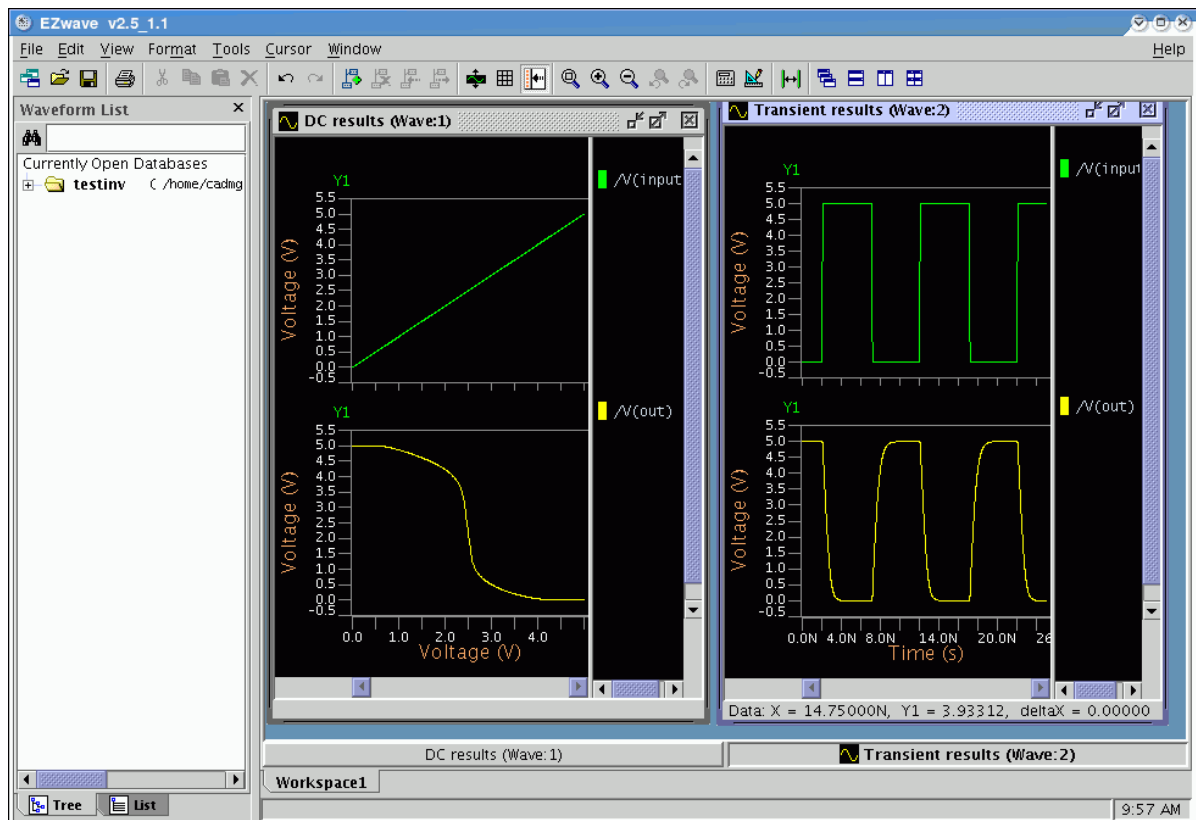 EZwave v2.5_1.1
File Edit View Format Tools Cursor Window Help
Waveform List
Currently Open Databases
testinv ( /home/cadmg
Tree List
DC results (Wave:1)
Y1
/V(input
5.5
5.0
4.5
4.0
3.5
3.0
2.5
2.0
1.5
1.0
0.5
0.0
-0.5
Voltage (V)
Y1
/V(out)
5.5
5.0
4.5
4.0
3.5
3.0
2.5
2.0
1.5
1.0
0.5
0.0
-0.5
Voltage (V)
0.0 1.0 2.0 3.0 4.0
Voltage (V)
Transient results (Wave:2)
Y1
/V(input
5.5
5.0
4.5
4.0
3.5
3.0
2.5
2.0
1.5
1.0
0.5
0.0
-0.5
Voltage (V)
Y1
/V(out)
5.5
5.0
4.5
4.0
3.5
3.0
2.5
2.0
1.5
1.0
0.5
0.0
-0.5
Voltage (V)
0.0N 4.0N 8.0N 14.0N 20.0N 26
Time (s)
Data: X = 14.75000N, Y1 = 3.93312, deltaX = 0.00000
DC results (Wave:1) Transient results (Wave:2)
Workspace1
9:57 AM